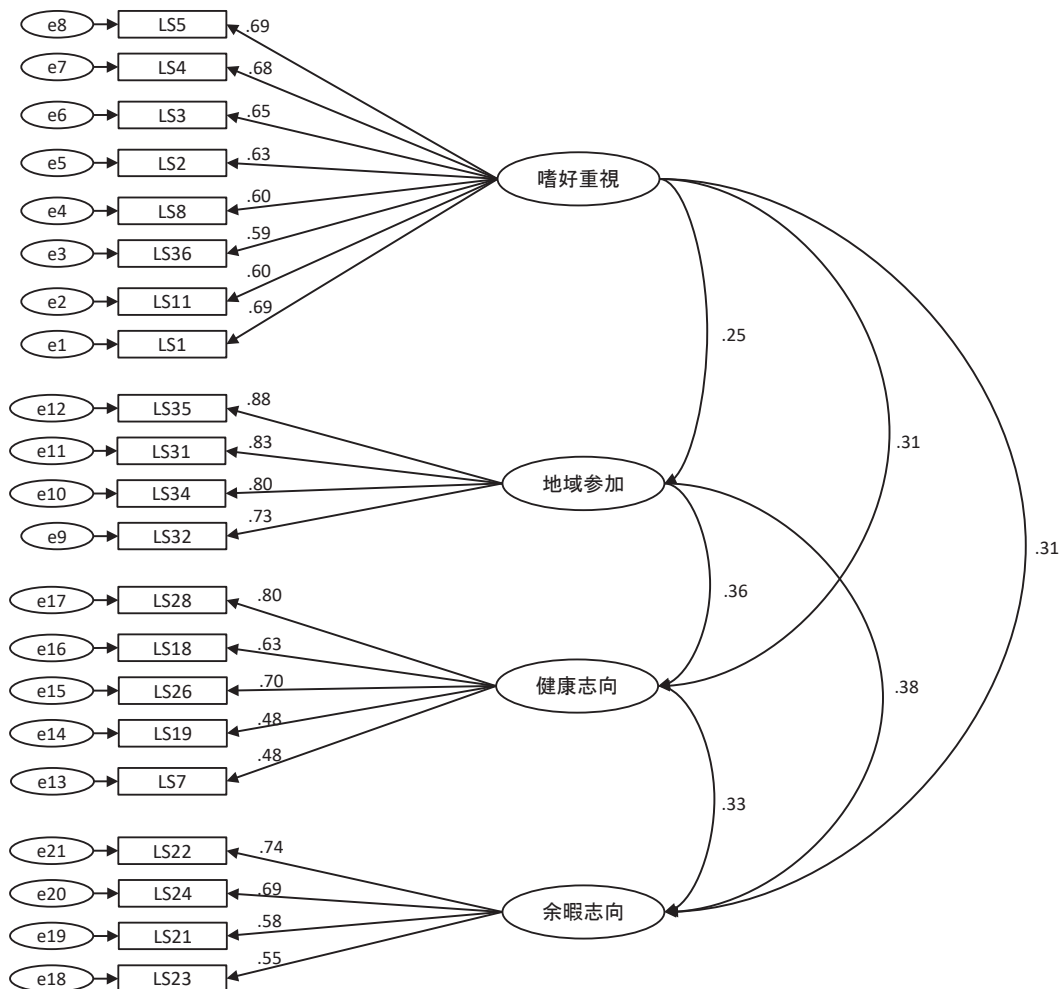 e8 LS5 .69
e7 LS4 .68
e6 LS3 .65
e5 LS2 .63
嗜好重視
e4 LS8 .60
e3 LS36 .59
e2 LS11 .60
e1 LS1 .69
.25
.31
e12 LS35 .88
e11 LS31 .83
地域参加
e10 LS34 .80
e9 LS32 .73
.31
.36
e17 LS28 .80
e16 LS18 .63
健康志向
e15 LS26 .70
.38
e14 LS19 .48
e13 LS7 .48
.33
e21 LS22 .74
e20 LS24 .69
余暇志向
e19 LS21 .58
e18 LS23 .55